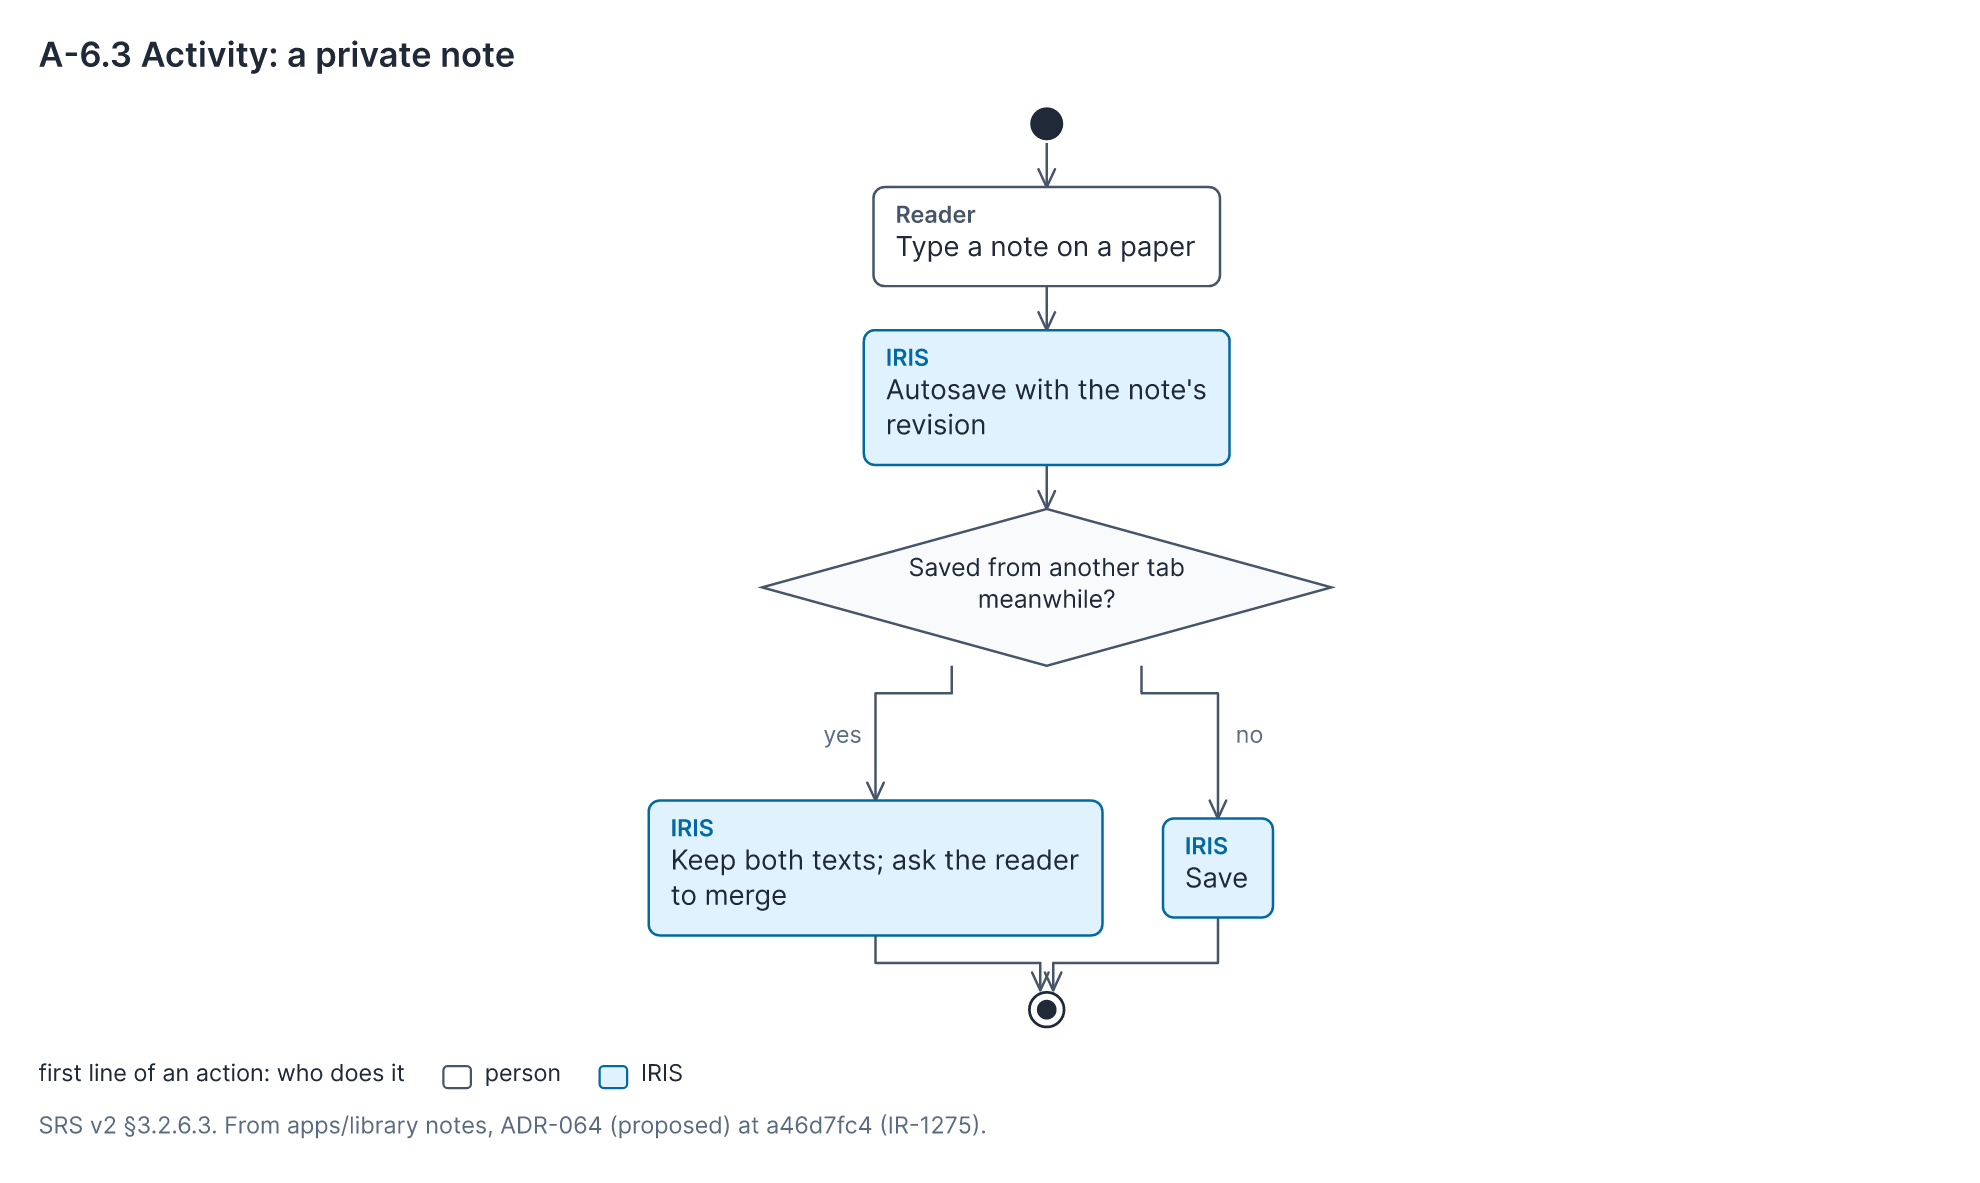 A-6.3 Activity: a private note
Reader
Type a note on a paper
IRIS
Autosave with the note's
revision
Saved from another tab
meanwhile?
yes
no
IRIS
Keep both texts; ask the reader
to merge
IRIS
Save
first line of an action: who does it
person
IRIS
SRS v2 §3.2.6.3. From apps/library notes, ADR-064 (proposed) at a46d7fc4 (IR-1275).